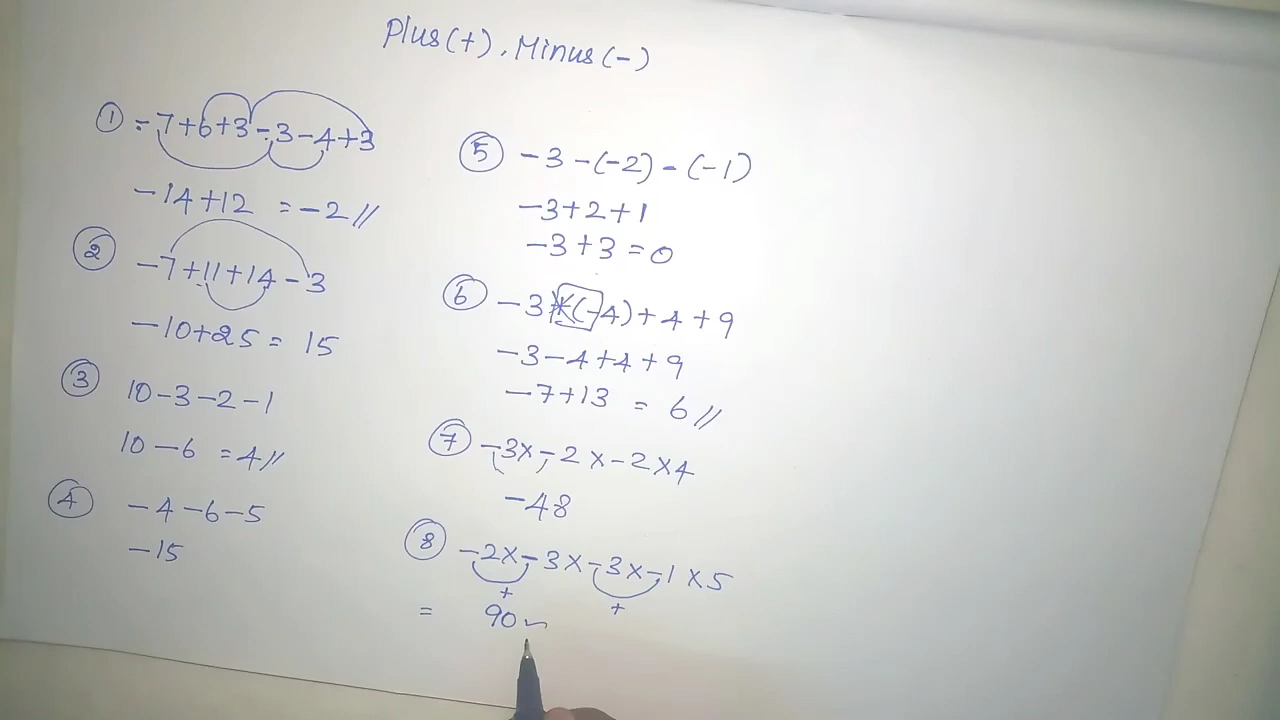 Plus(+), Minus(-)
① -7+6+3-3-4+3
-14+12 = -2//
② -7+11+14-3
-10+25 = 15
③ 10-3-2-1
10-6 = 4//
④ -4-6-5
-15
⑤ -3-(-2)-(-1)
-3+2+1
-3+3=0
⑥ -3+(-4)+4+9
-3-4+4+9
-7+13 = 6//
⑦ -3x-2x-2x4
-48
⑧ -2x-3x-3x-1x5
+ +
= 90